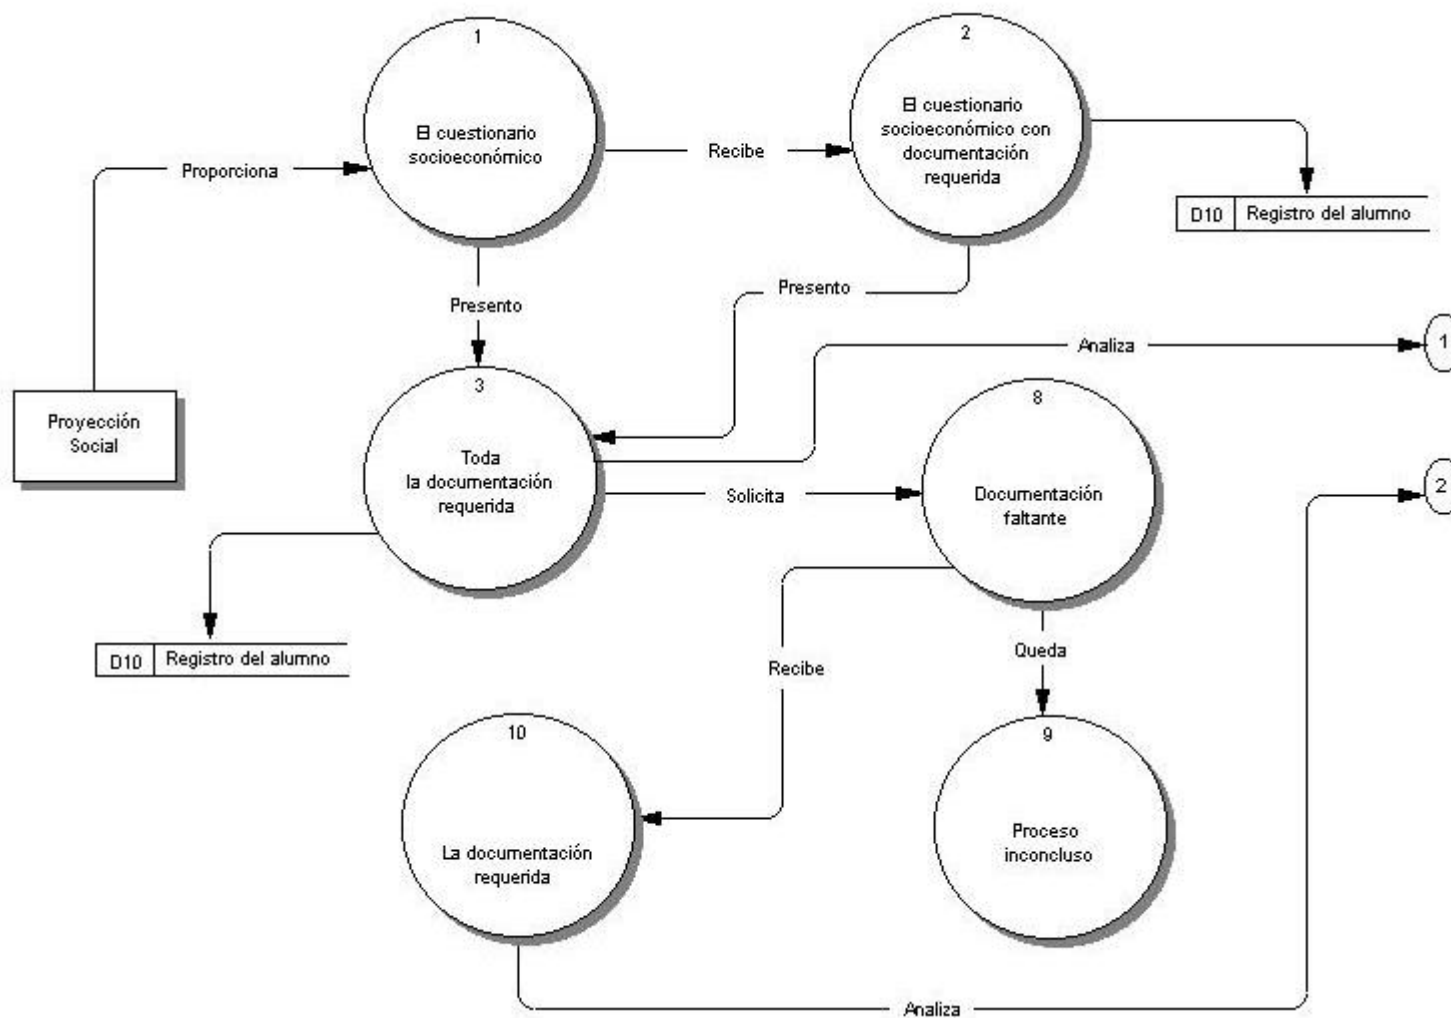 1
El cuestionario
socioeconómico
2
El cuestionario
socioeconómico con
documentación
requerida
Proporciona
Recibe
D10 Registro del alumno
Presento
Presento
Analiza
1
Proyección
Social
3
Toda
la documentación
requerida
Solicita
8
Documentación
faltante
2
D10 Registro del alumno
Recibe
Queda
10
La documentación
requerida
9
Proceso
inconcluso
Analiza